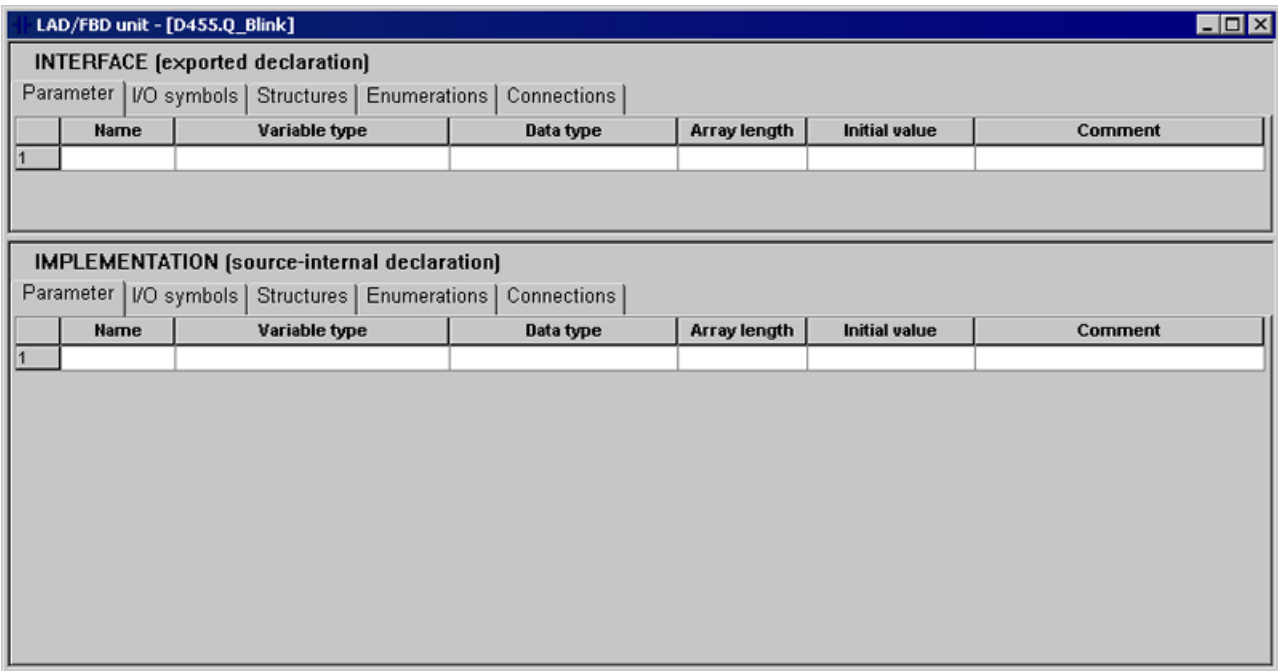 LAD/FBD unit - [D455.Q_Blink]
INTERFACE (exported declaration)
Parameter I/O symbols Structures Enumerations Connections
Name Variable type Data type Array length Initial value Comment
1
IMPLEMENTATION (source-internal declaration)
Parameter I/O symbols Structures Enumerations Connections
Name Variable type Data type Array length Initial value Comment
1